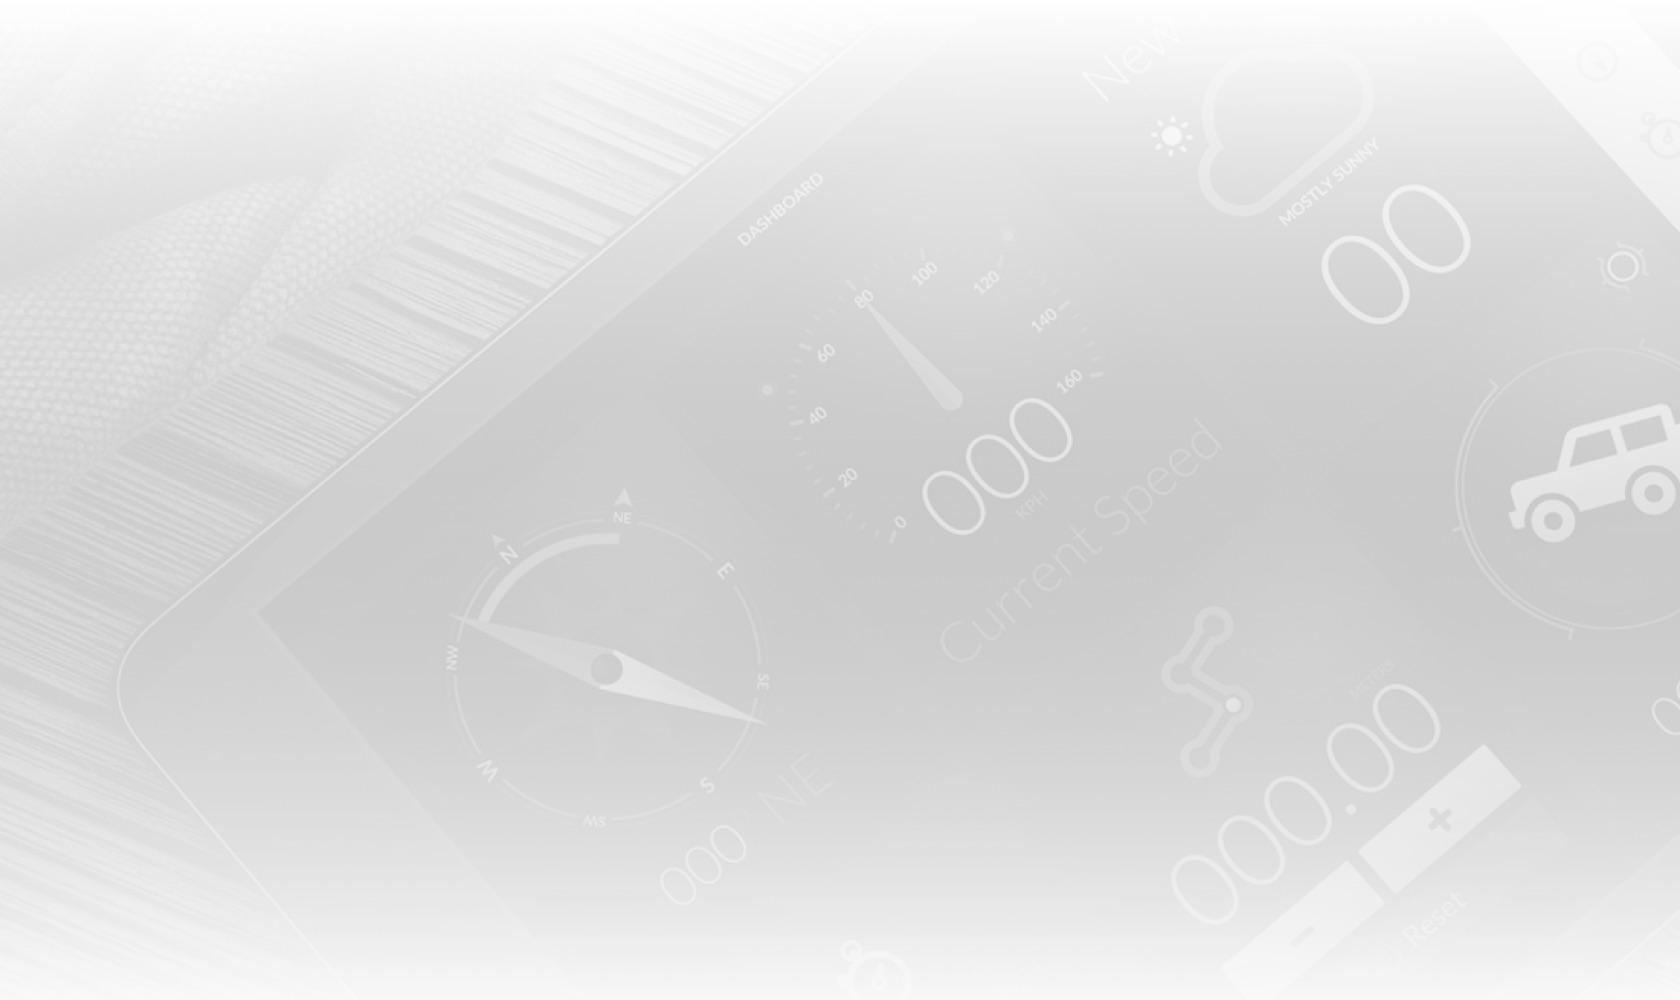 New
MOSTLY SUNNY
00
DASHBOARD
0
20
40
60
80
100
120
140
160
000
KPH
Current Speed
N
NE
E
SE
S
SW
W
NW
000° NE
000.00
+
-
Reset